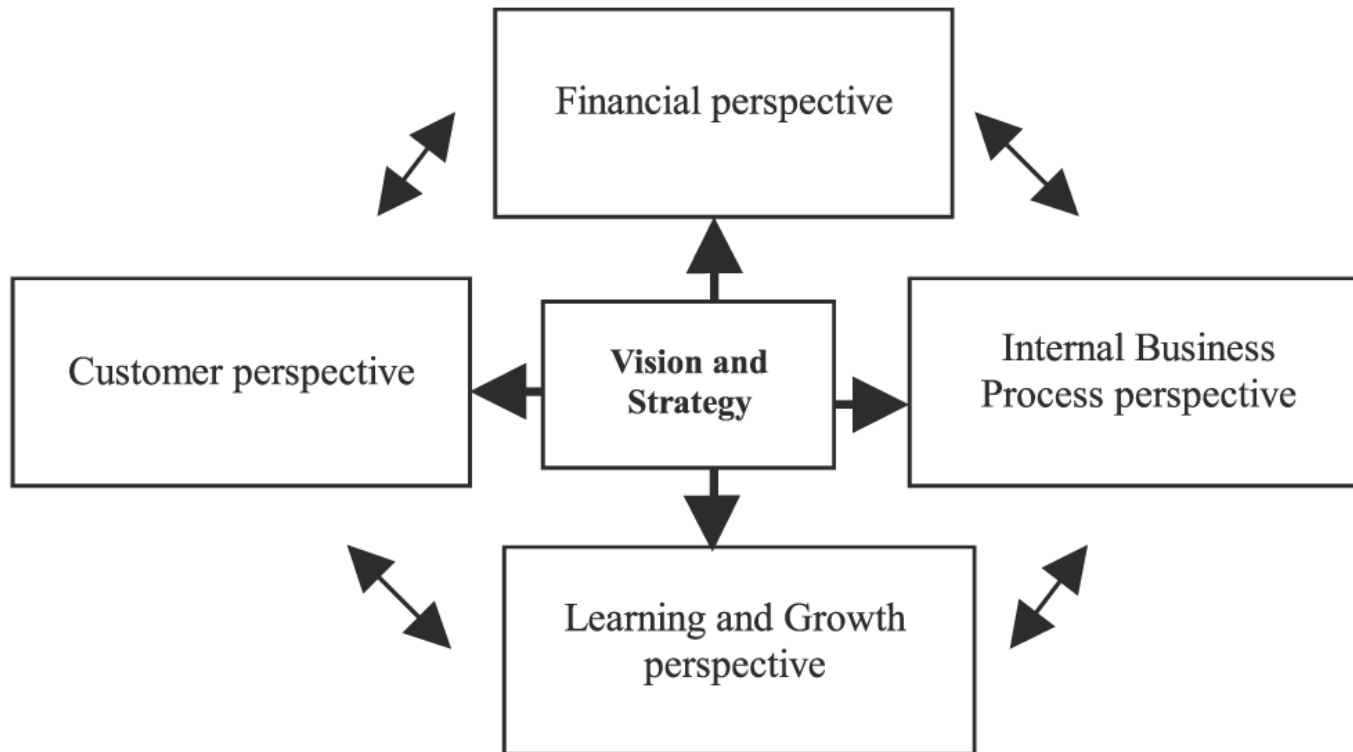 Financial perspective
Customer perspective
Vision and
Strategy
Internal Business
Process perspective
Learning and Growth
perspective